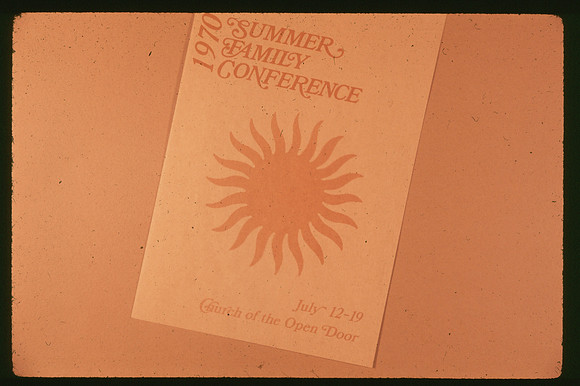 1970
SUMMER
FAMILY
CONFERENCE
July 12-19
Church of the Open Door